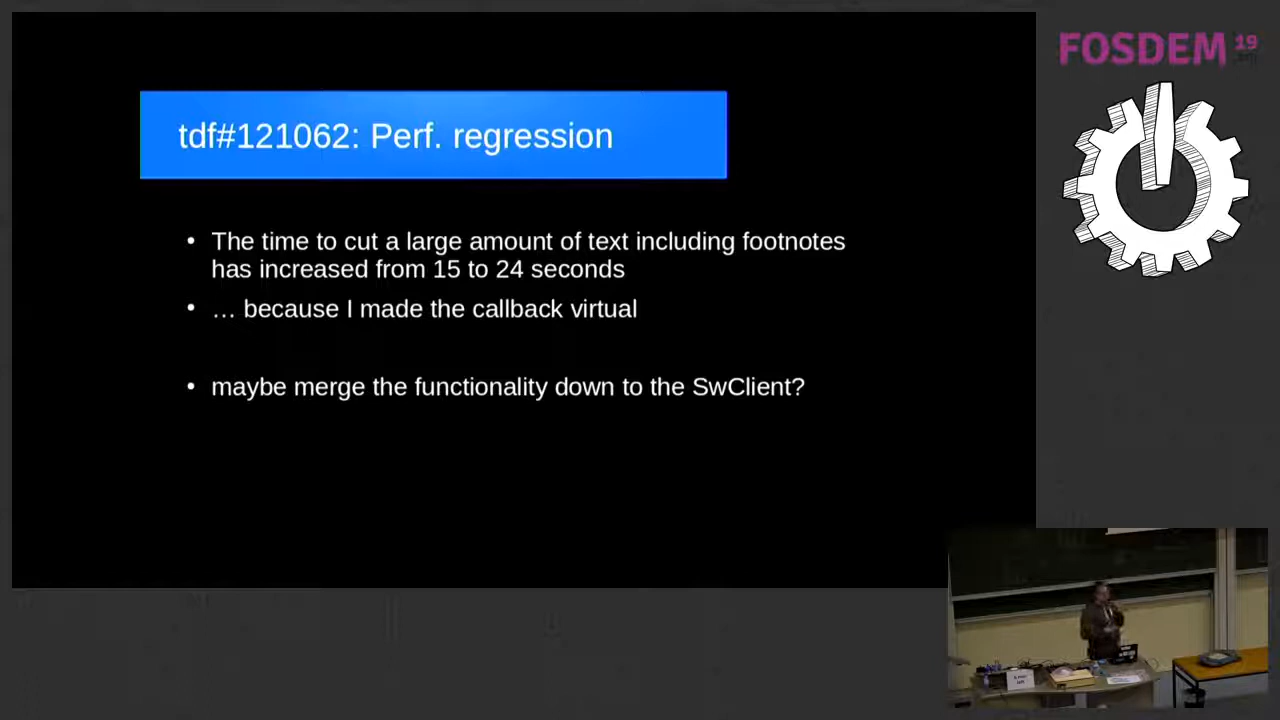 FOSDEM 19
tdf#121062: Perf. regression
• The time to cut a large amount of text including footnotes
has increased from 15 to 24 seconds
• … because I made the callback virtual
• maybe merge the functionality down to the SwClient?